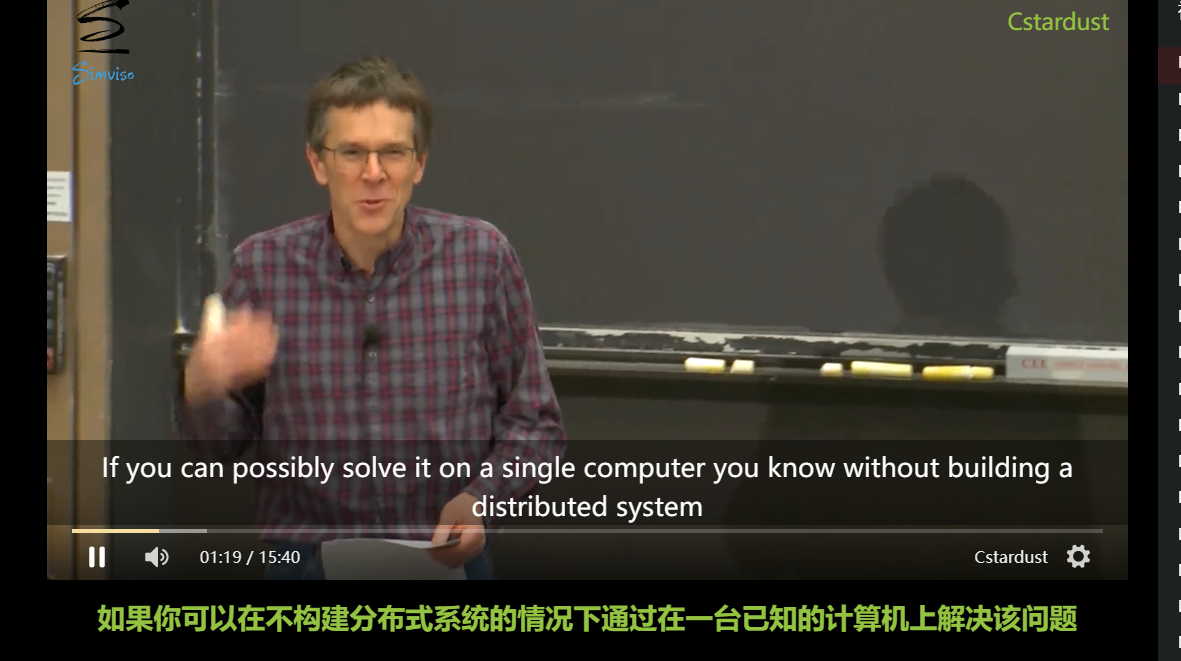 Cstardust
Simviso
If you can possibly solve it on a single computer you know without building a
distributed system
01:19 / 15:40
Cstardust
如果你可以在不构建分布式系统的情况下通过在一台已知的计算机上解决该问题